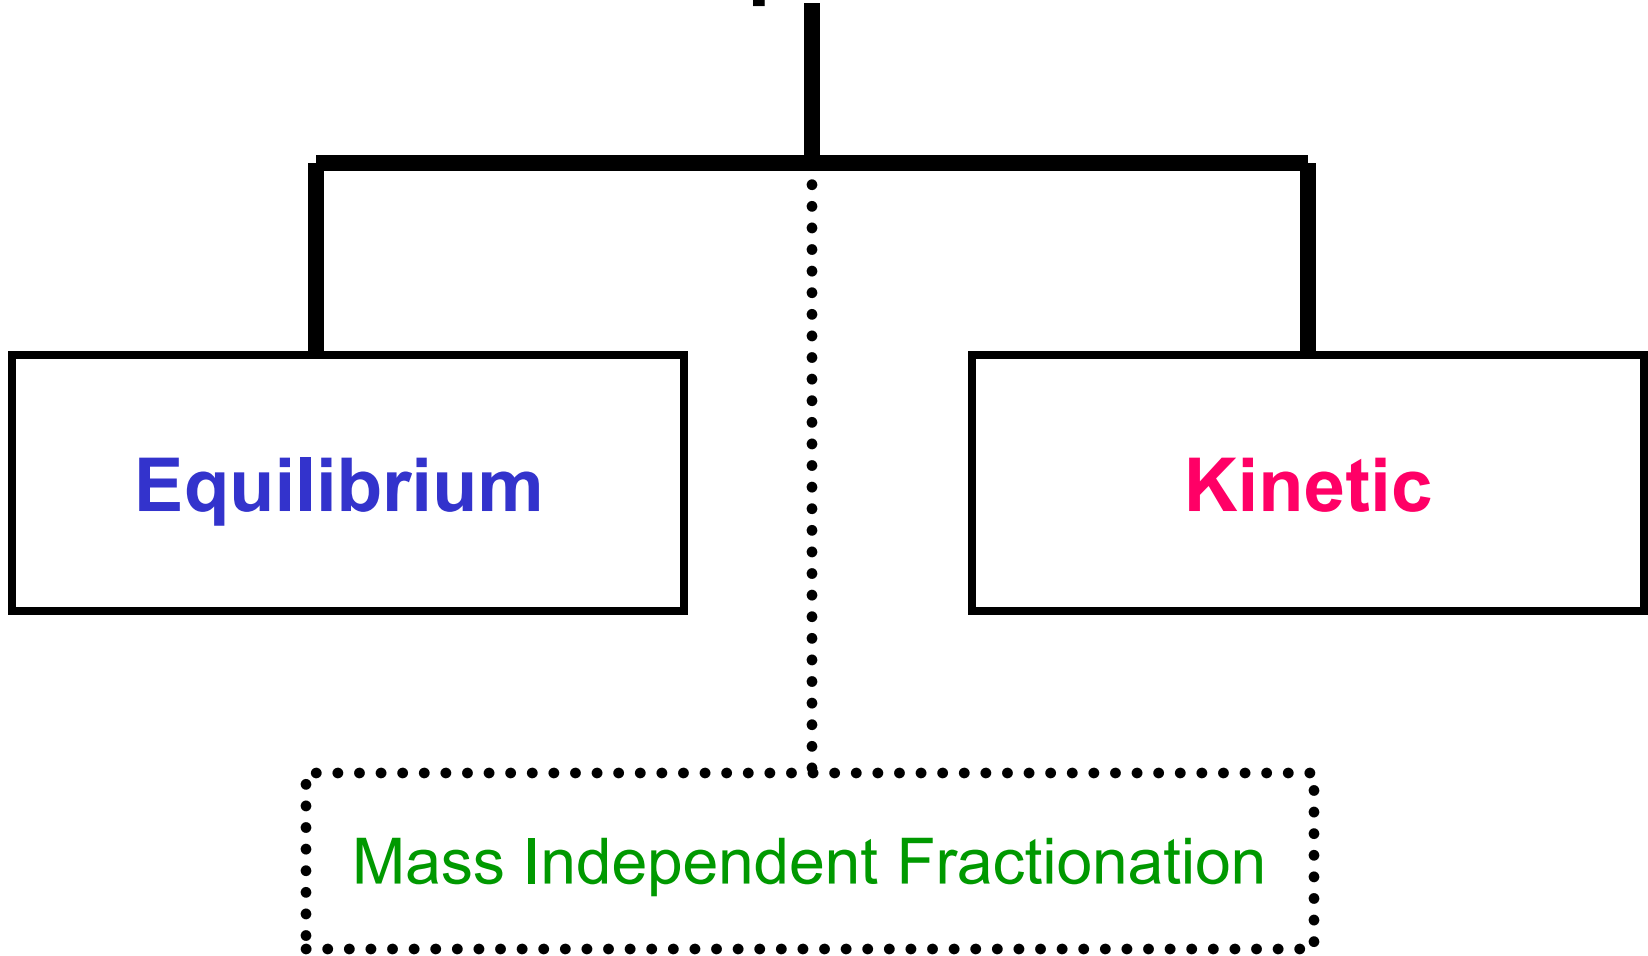 Equilibrium
Kinetic
Mass Independent Fractionation